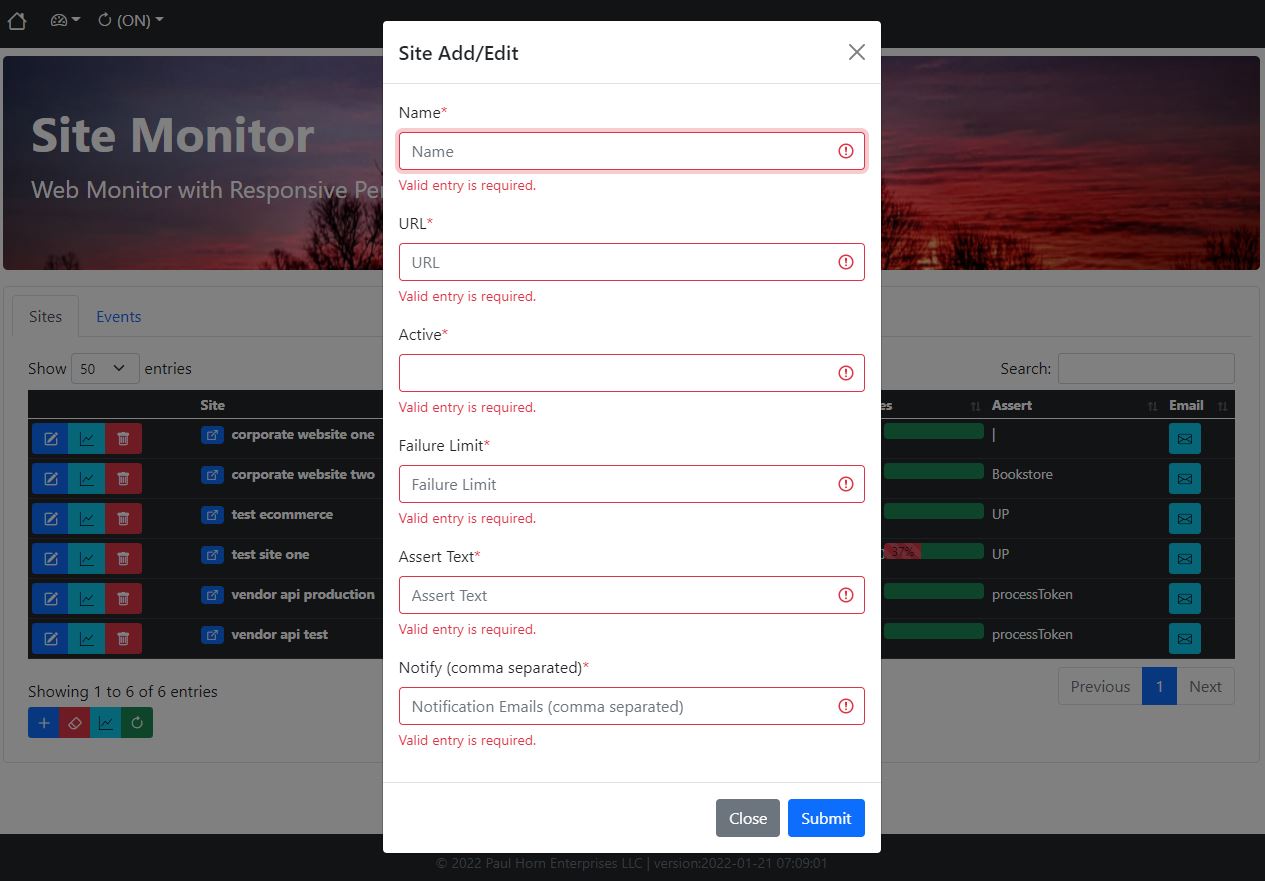 (ON)
Site Monitor
Web Monitor with Responsive
Site Add/Edit
Name*
Name
Valid entry is required.
URL*
URL
Valid entry is required.
Active*
Valid entry is required.
Failure Limit*
Failure Limit
Valid entry is required.
Assert Text*
Assert Text
Valid entry is required.
Notify (comma separated)*
Notification Emails (comma separated)
Valid entry is required.
Close Submit
Sites Events
Show 50 entries Search:
Site Assert Email
corporate website one |
corporate website two Bookstore
test ecommerce UP
test site one 37% UP
vendor api production processToken
vendor api test processToken
Showing 1 to 6 of 6 entries Previous 1 Next
© 2022 Paul Horn Enterprises LLC | version:2022-01-21 07:09:01